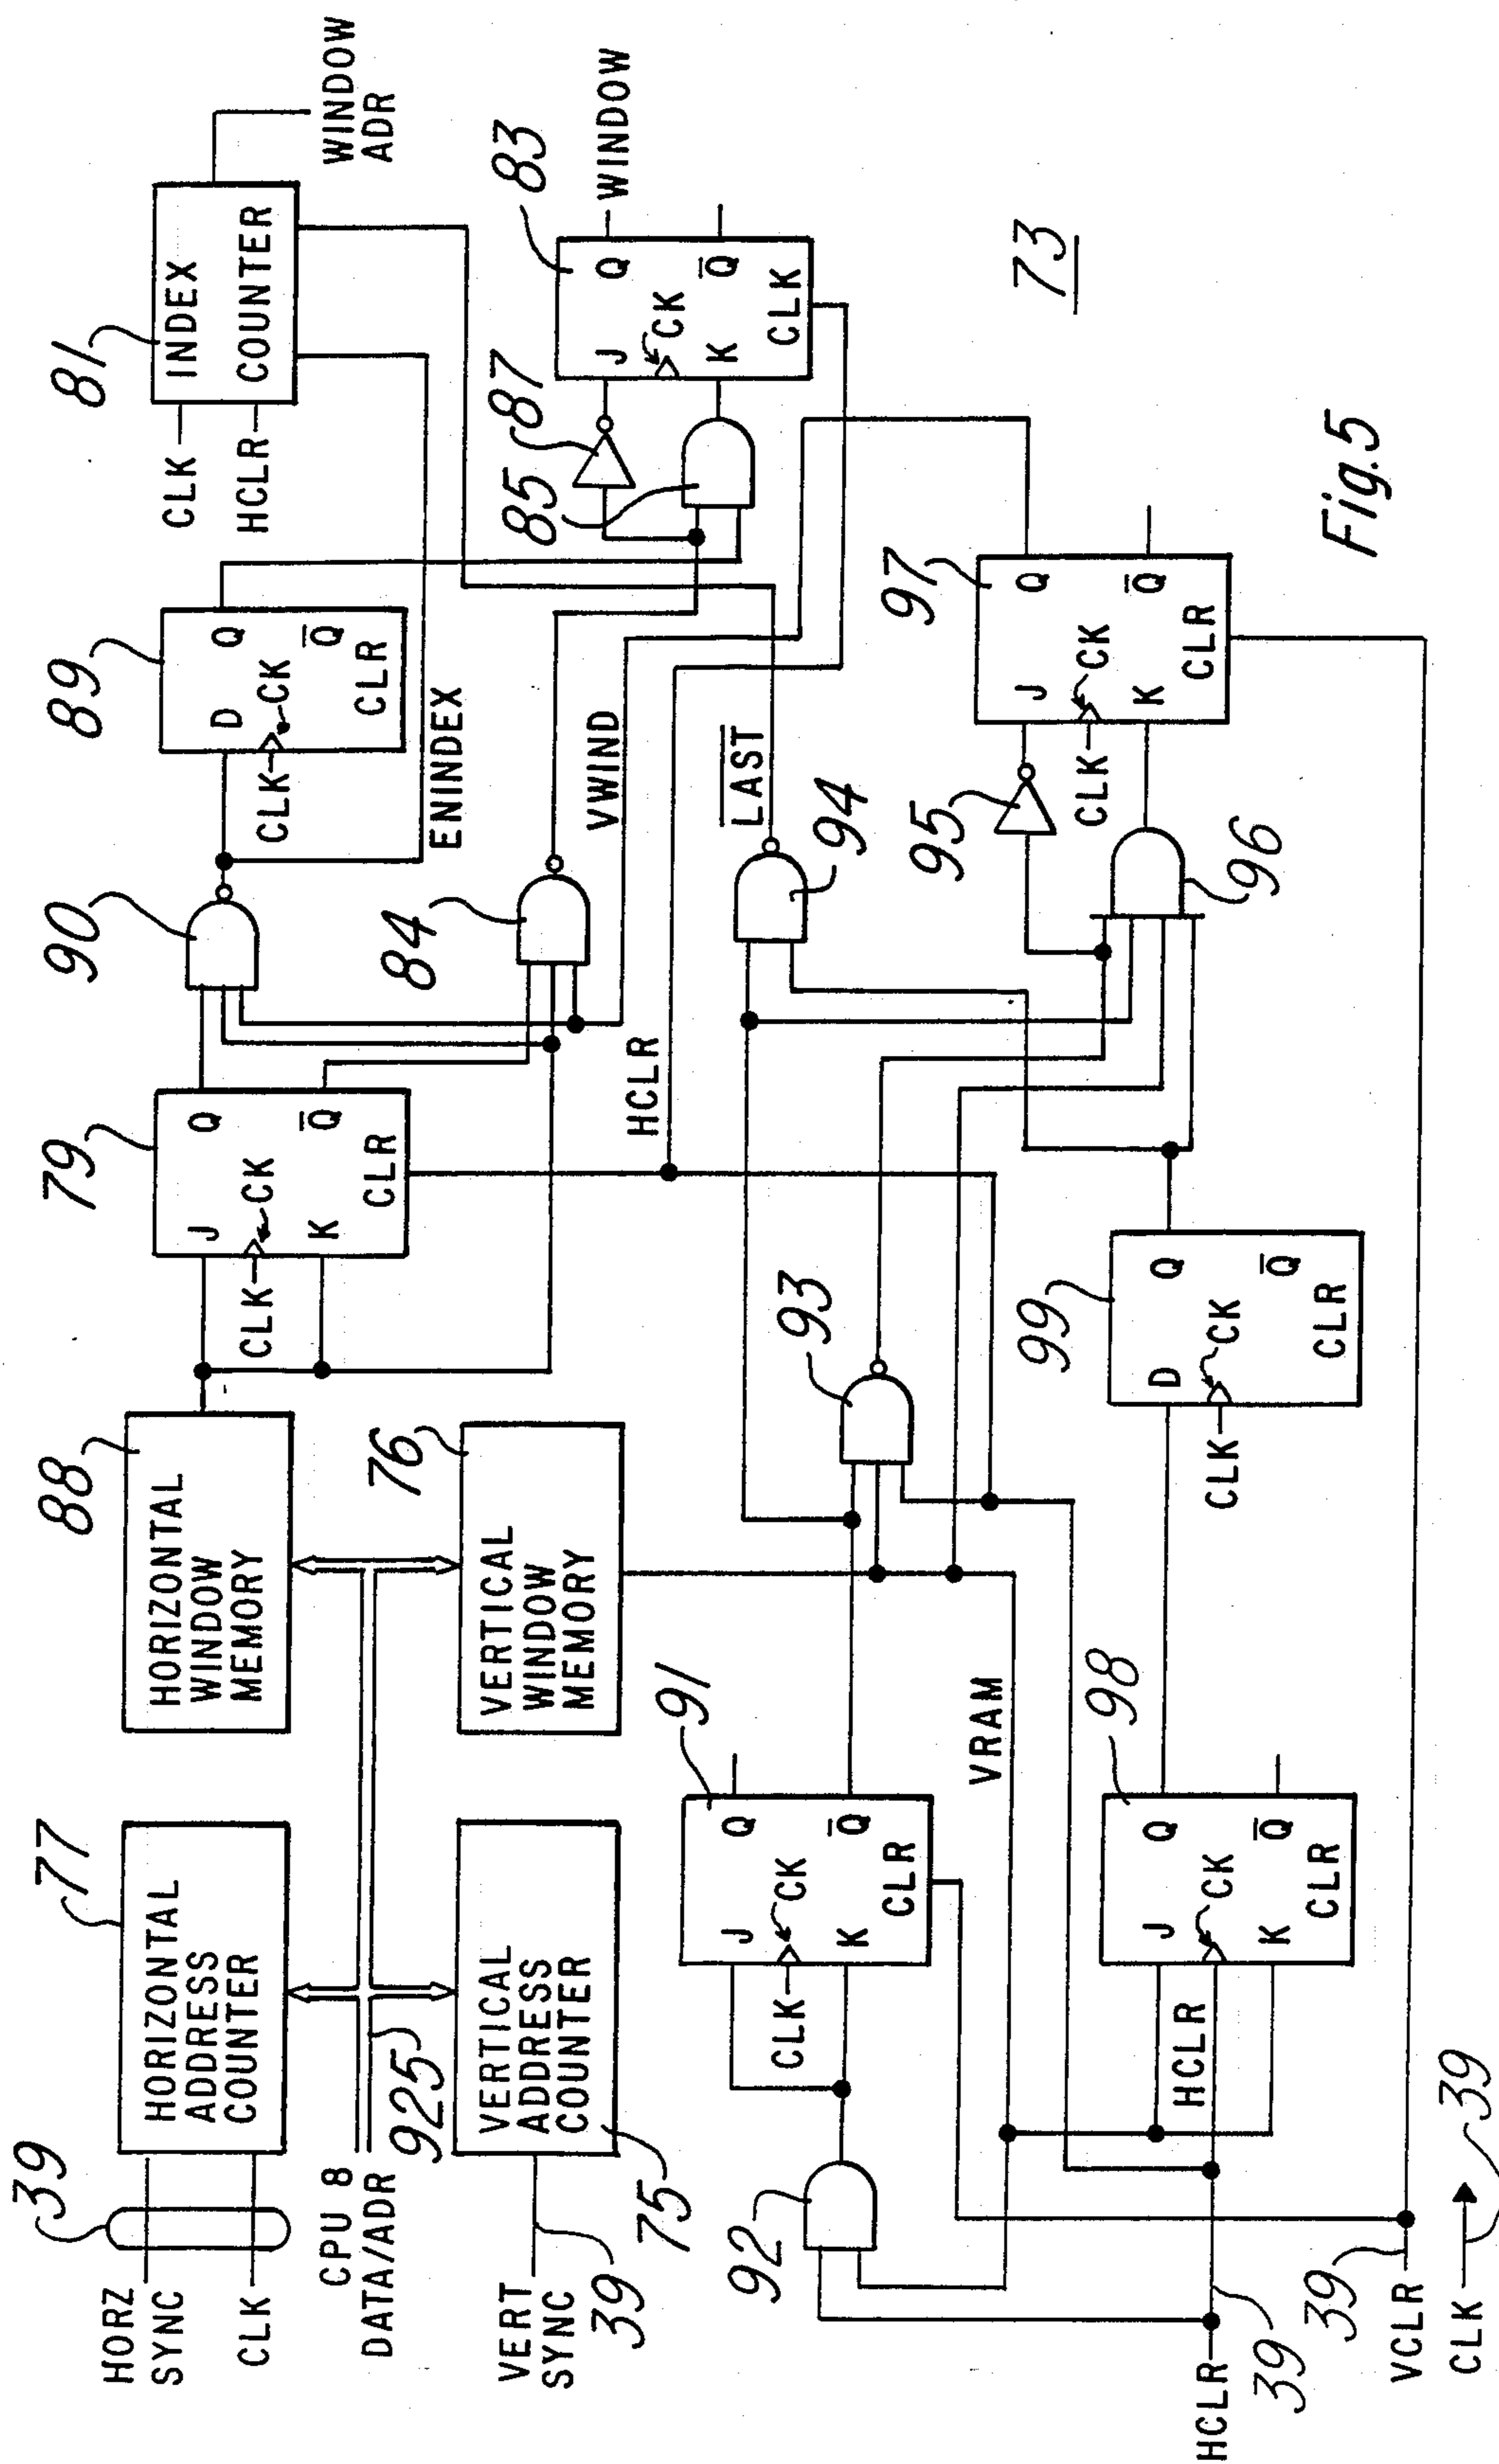 HORZ
SYNC
CLK
39
77
HORIZONTAL
ADDRESS
COUNTER
88
HORIZONTAL
WINDOW
MEMORY
79
J
Q
CK
CLK
K
Q̅
CLR
90
89
D
Q
CK
CLK
Q̅
CLR
ENINDEX
81
CLK
HCLR
INDEX
COUNTER
WINDOW
ADR
CPU 8
DATA/ADR
925
VERT
SYNC
39
75
VERTICAL
ADDRESS
COUNTER
76
VERTICAL
WINDOW
MEMORY
84
VWIND
HCLR
85
87
83
J
Q
CK
K
Q̅
CLK
WINDOW
92
91
J
Q
CK
CLK
K
Q̅
CLR
VRAM
93
L̅A̅S̅T̅
94
95
96
97
J
Q
CK
CLK
K
Q̅
CLR
73
HCLR
39
98
J
Q
HCLR
CK
K
Q̅
CLR
99
D
Q
CK
CLK
Q̅
CLR
VCLR
39
CLK
39
Fig.5